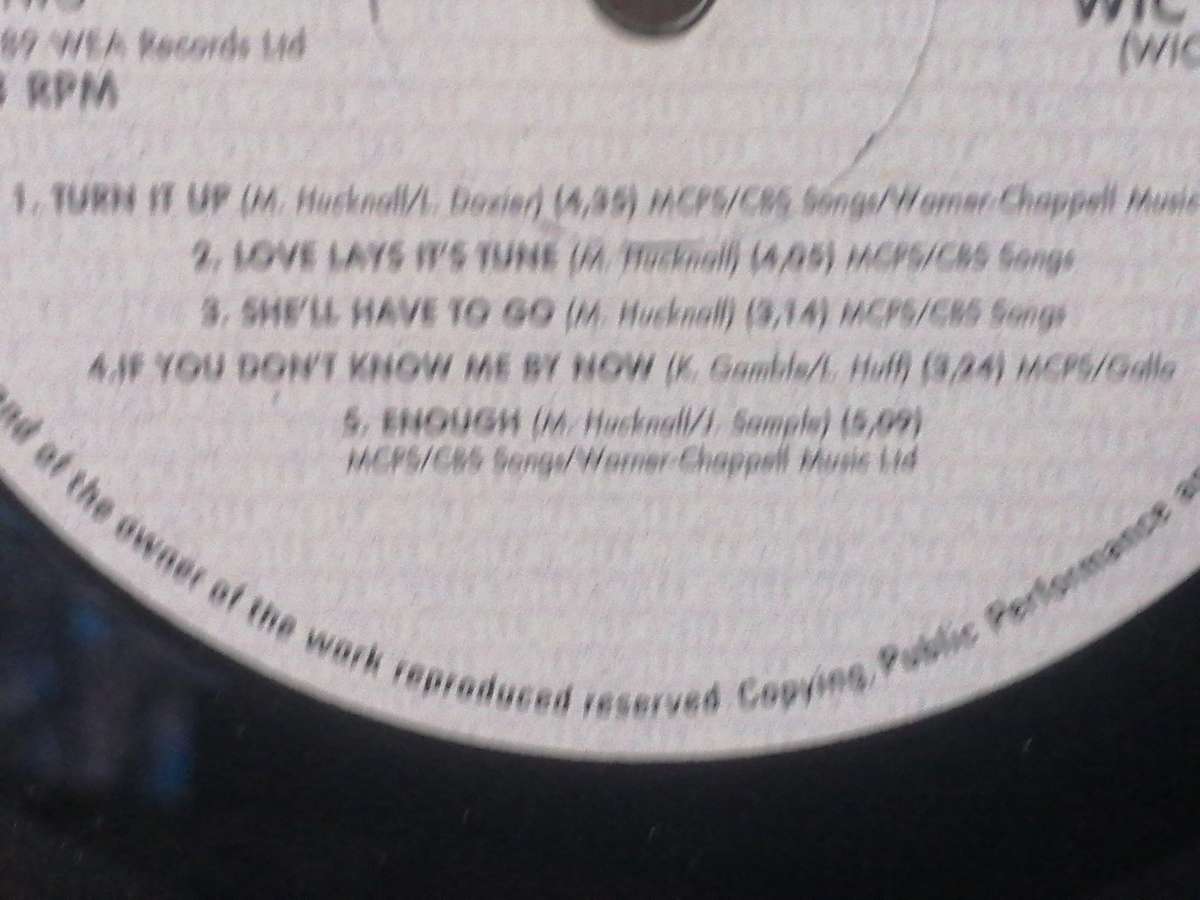 89 WEA Records Ltd
WIC
(WIC
RPM
1. TURN IT UP (M. Hucknall/L. Dozier) (4,35) MCPS/CBS Songs/Warner-Chappell Music
2. LOVE LAYS IT'S TUNE (M. Hucknall) (4,05) MCPS/CBS Songs
3. SHE'LL HAVE TO GO (M. Hucknall) (3,14) MCPS/CBS Songs
4.IF YOU DON'T KNOW ME BY NOW (K. Gamble/L. Huff) (3,24) MCPS/Gallo
5. ENOUGH (M. Hucknall/J. Sample) (5,09)
MCPS/CBS Songs/Warner-Chappell Music Ltd
and of the owner of the work reproduced reserved Copying, Public Performance